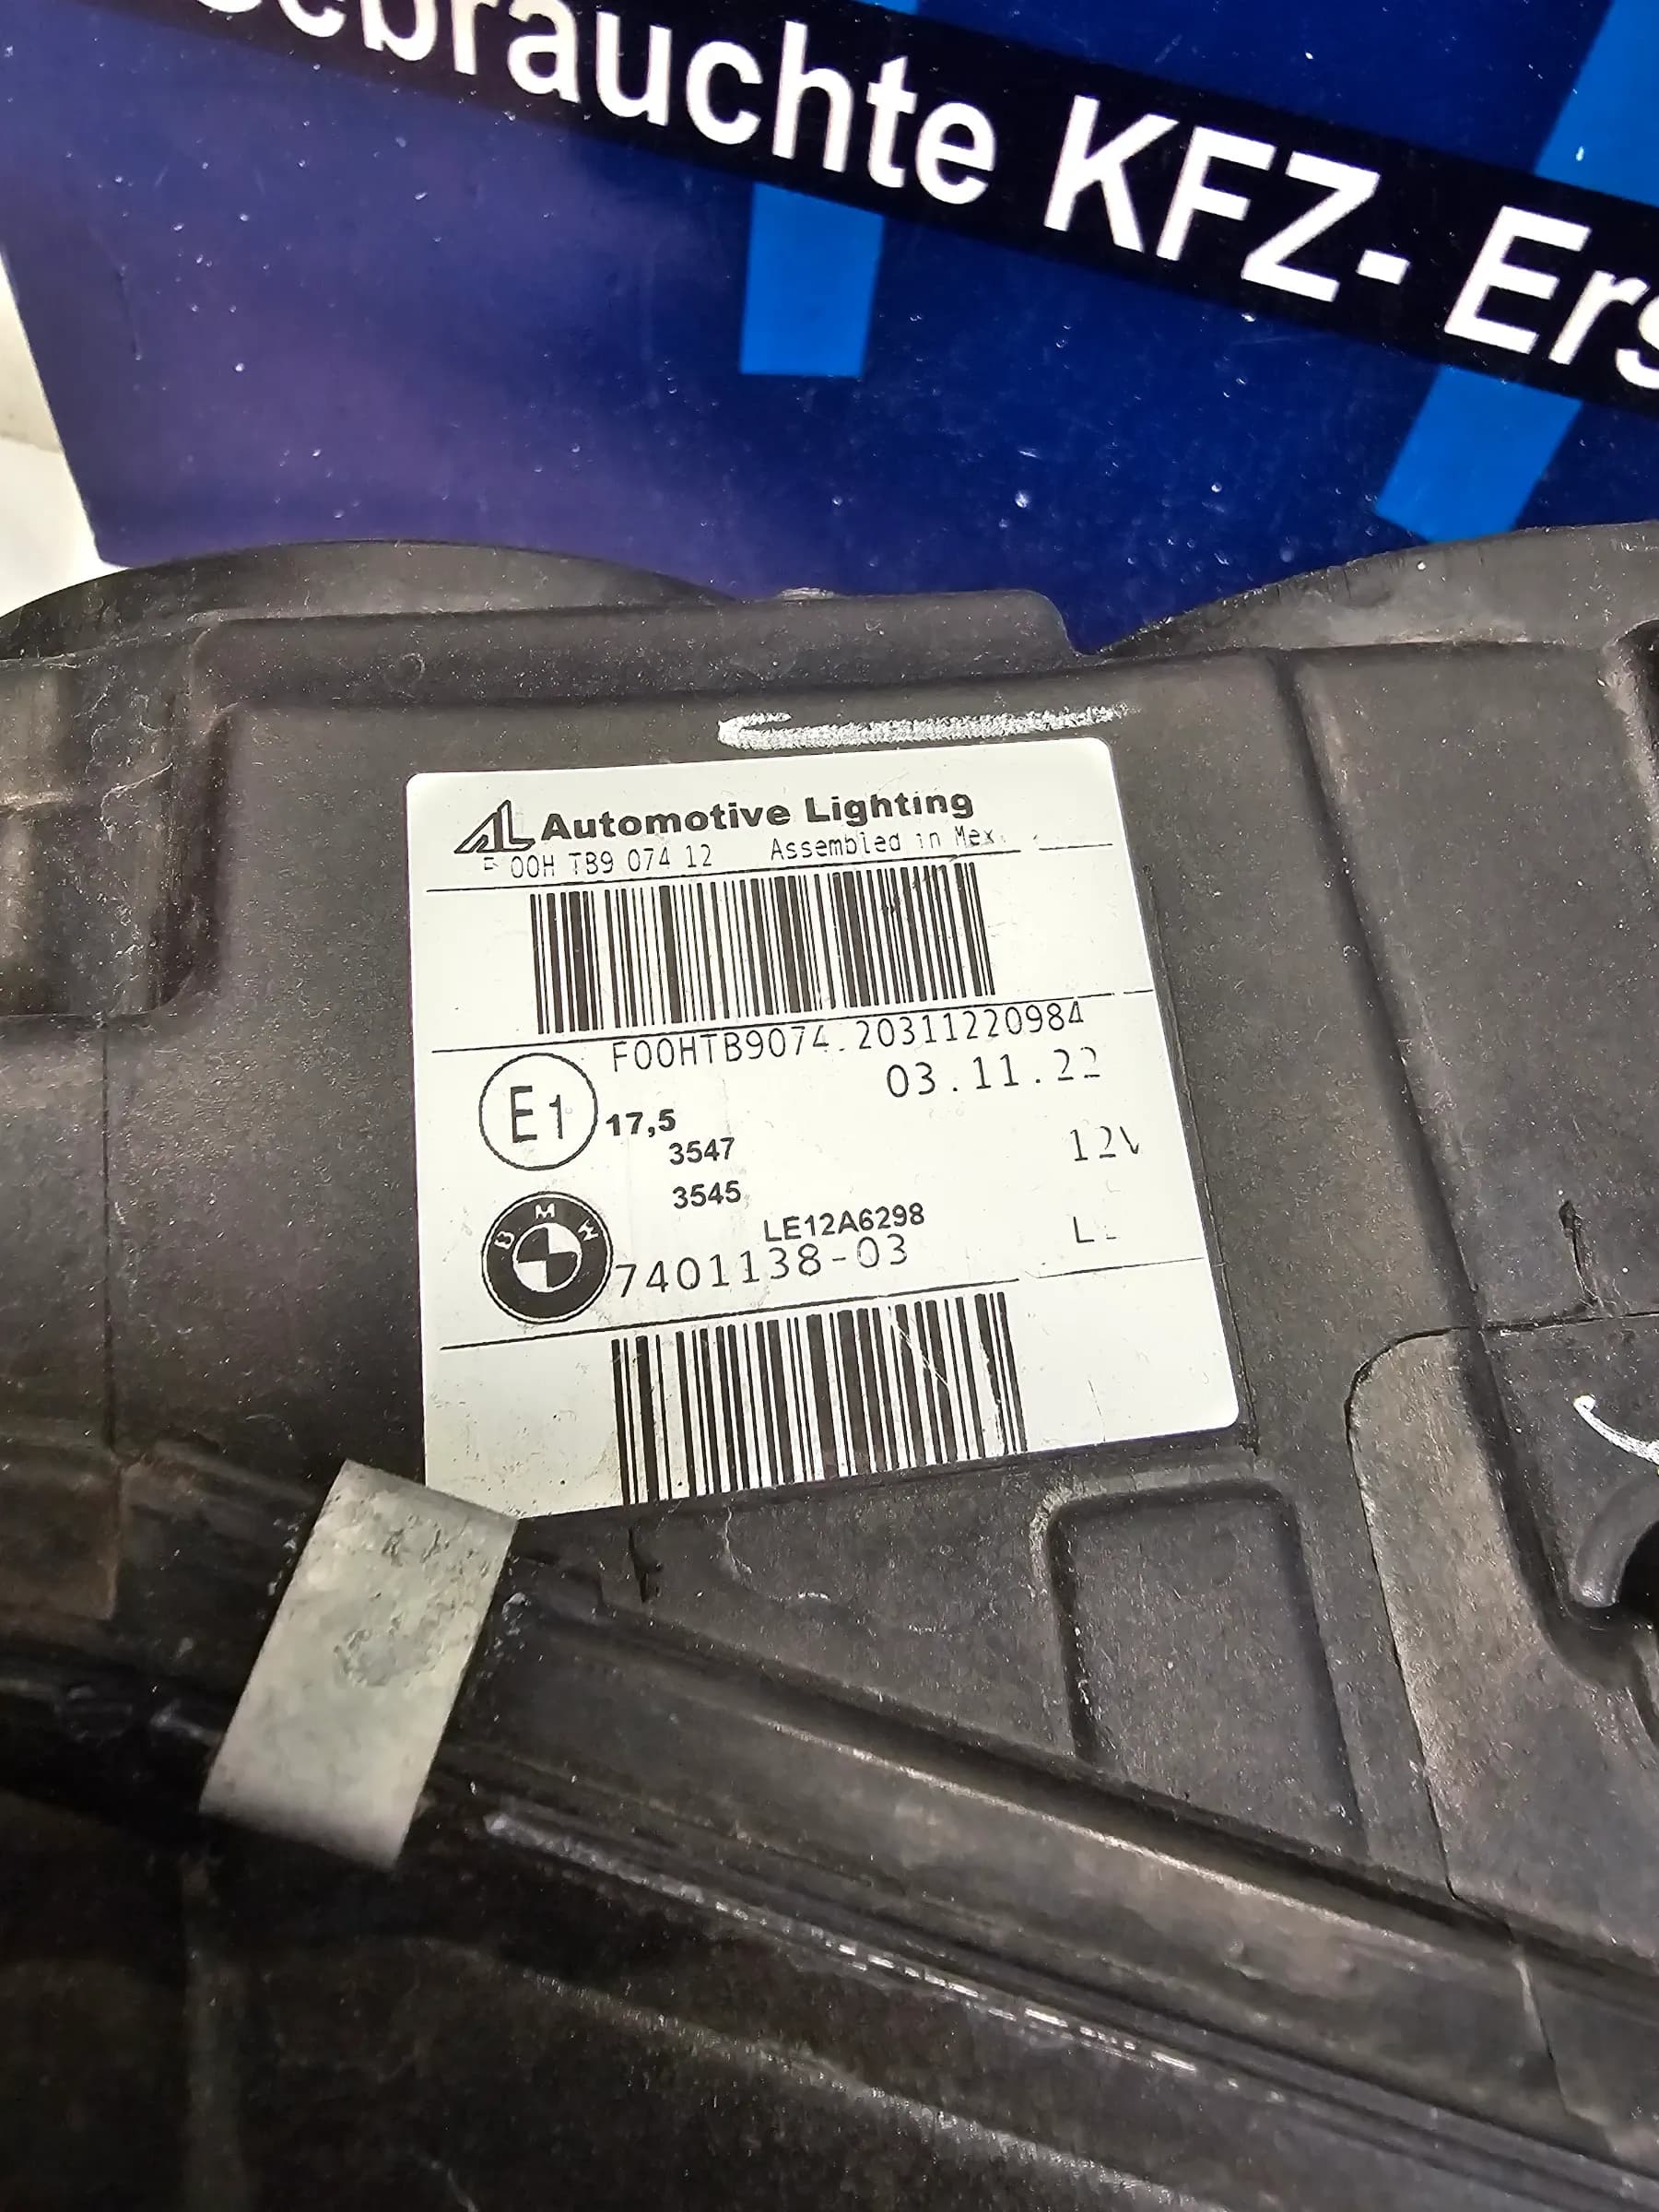 ebrauchte KFZ- Ers
AL Automotive Lighting
F 00H TB9 074 12 Assembled in Mex
F00HTB9074.20311220984
03.11.22
E1 17,5
3547
12V
3545
BMW
LE12A6298
7401138-03